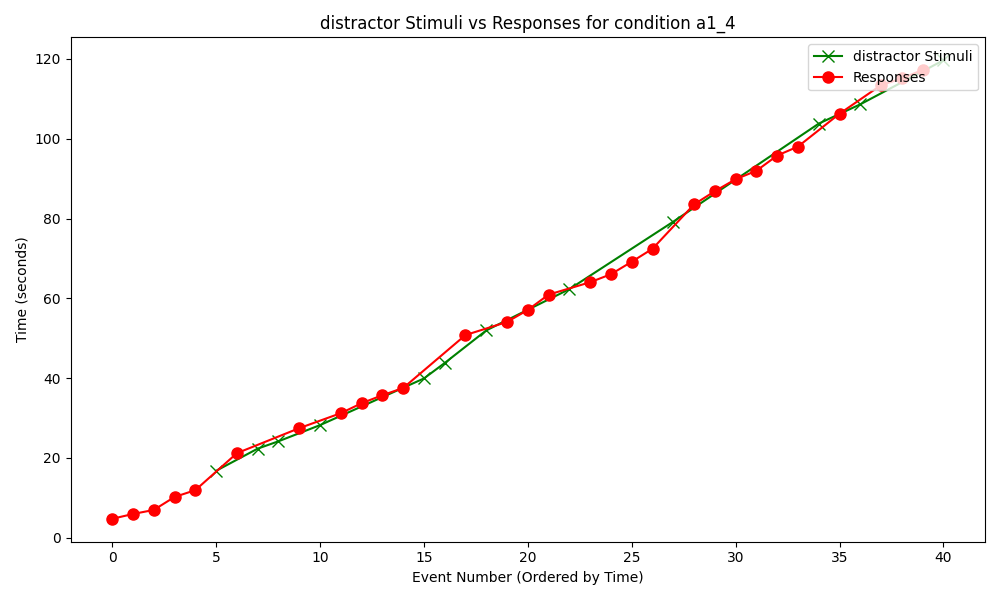 distractor Stimuli vs Responses for condition a1_4
distractor Stimuli
Responses
120
100
80
60
40
20
0
Time (seconds)
0 5 10 15 20 25 30 35 40
Event Number (Ordered by Time)